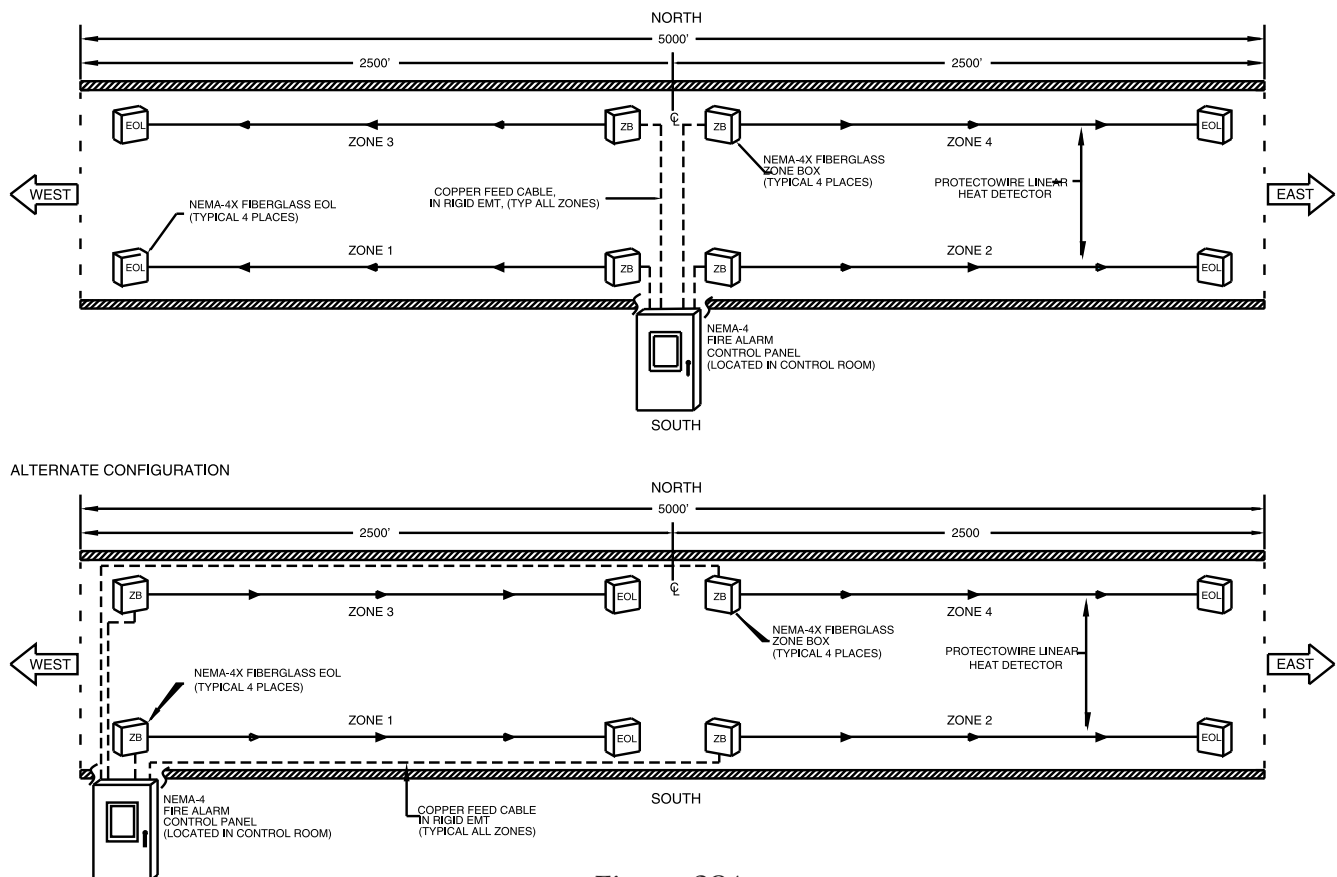 NORTH
5000'
2500'
2500'
EOL
ZB
℄
ZB
EOL
ZONE 3
ZONE 4
NEMA-4X FIBERGLASS
ZONE BOX
(TYPICAL 4 PLACES)
COPPER FEED CABLE,
IN RIGID EMT, (TYP ALL ZONES)
PROTECTOWIRE LINEAR
HEAT DETECTOR
WEST
EAST
NEMA-4X FIBERGLASS EOL
(TYPICAL 4 PLACES)
ZONE 1
ZONE 2
EOL
ZB
ZB
EOL
NEMA-4
FIRE ALARM
CONTROL PANEL
(LOCATED IN CONTROL ROOM)
SOUTH
ALTERNATE CONFIGURATION
NORTH
5000'
2500'
2500
℄
ZB
EOL
ZB
EOL
ZONE 3
ZONE 4
NEMA-4X FIBERGLASS
ZONE BOX
(TYPICAL 4 PLACES)
PROTECTOWIRE LINEAR
HEAT DETECTOR
WEST
EAST
NEMA-4X FIBERGLASS EOL
(TYPICAL 4 PLACES)
ZONE 1
ZONE 2
ZB
EOL
ZB
EOL
NEMA-4
FIRE ALARM
CONTROL PANEL
(LOCATED IN CONTROL ROOM)
COPPER FEED CABLE
IN RIGID EMT
(TYPICAL ALL ZONES)
SOUTH